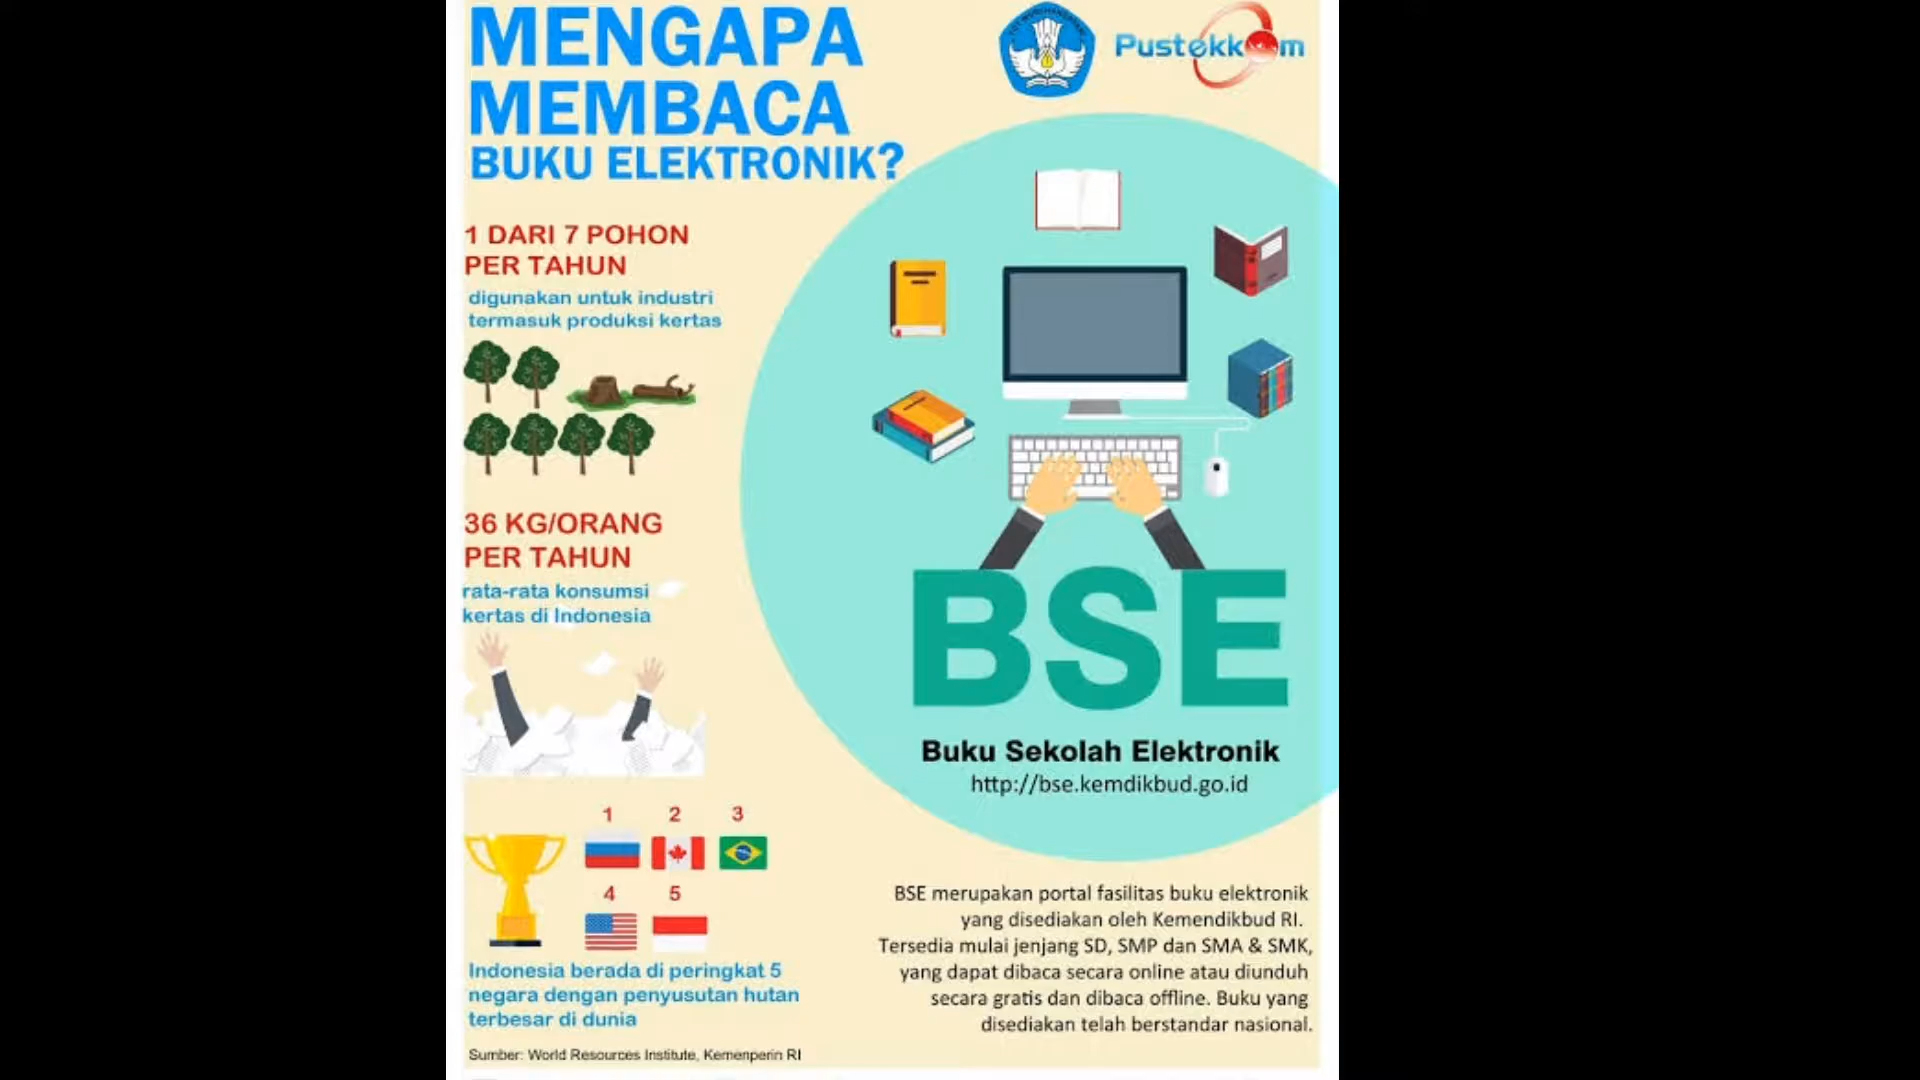 MENGAPA
MEMBACA
BUKU ELEKTRONIK?
Pustekkom
1 DARI 7 POHON
PER TAHUN
digunakan untuk industri
termasuk produksi kertas
36 KG/ORANG
PER TAHUN
rata-rata konsumsi
kertas di Indonesia
1 2 3
4 5
Indonesia berada di peringkat 5
negara dengan penyusutan hutan
terbesar di dunia
Sumber: World Resources Institute, Kemenperin RI
BSE
Buku Sekolah Elektronik
http://bse.kemdikbud.go.id
BSE merupakan portal fasilitas buku elektronik
yang disediakan oleh Kemendikbud RI.
Tersedia mulai jenjang SD, SMP dan SMA & SMK,
yang dapat dibaca secara online atau diunduh
secara gratis dan dibaca offline. Buku yang
disediakan telah berstandar nasional.